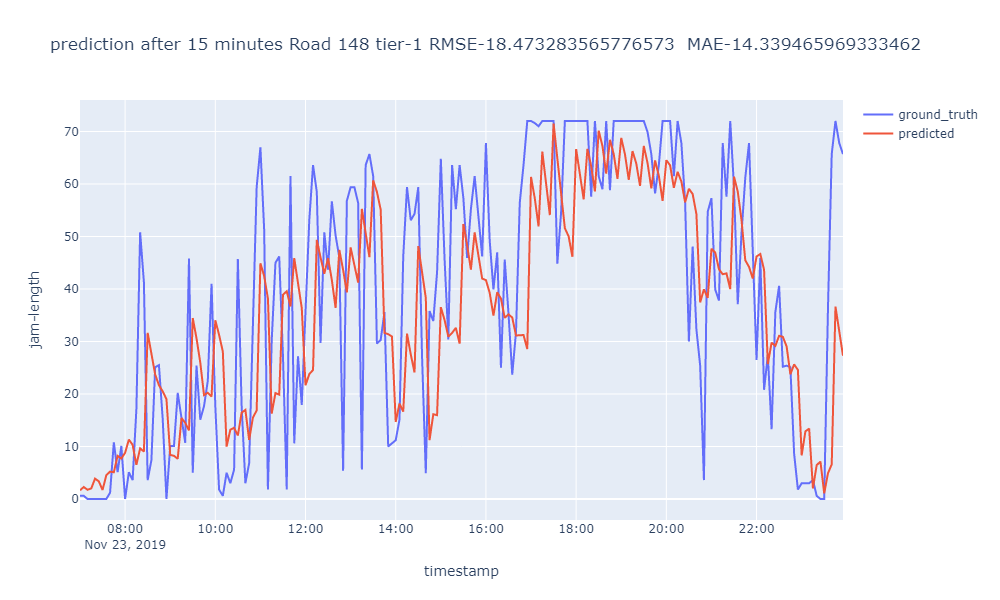 prediction after 15 minutes Road 148 tier-1 RMSE-18.473283565776573  MAE-14.339465969333462
ground_truth
predicted
jam-length
70
60
50
40
30
20
10
0
08:00 10:00 12:00 14:00 16:00 18:00 20:00 22:00
Nov 23, 2019
timestamp